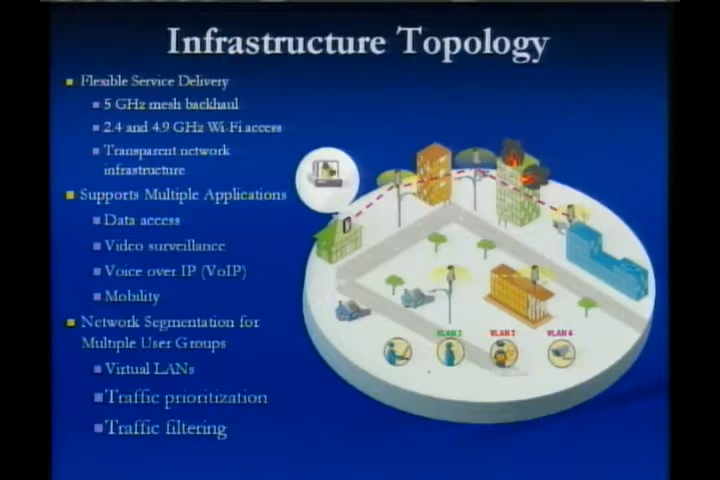 Infrastructure Topology
Flexible Service Delivery
5 GHz mesh backhaul
2.4 and 4.9 GHz Wi-Fi access
Transparent network
infrastructure
Supports Multiple Applications
Data access
Video surveillance
Voice over IP (VoIP)
Mobility
Network Segmentation for
Multiple User Groups
Virtual LANs
Traffic prioritization
Traffic filtering
VLAN 2
VLAN 3
VLAN 4